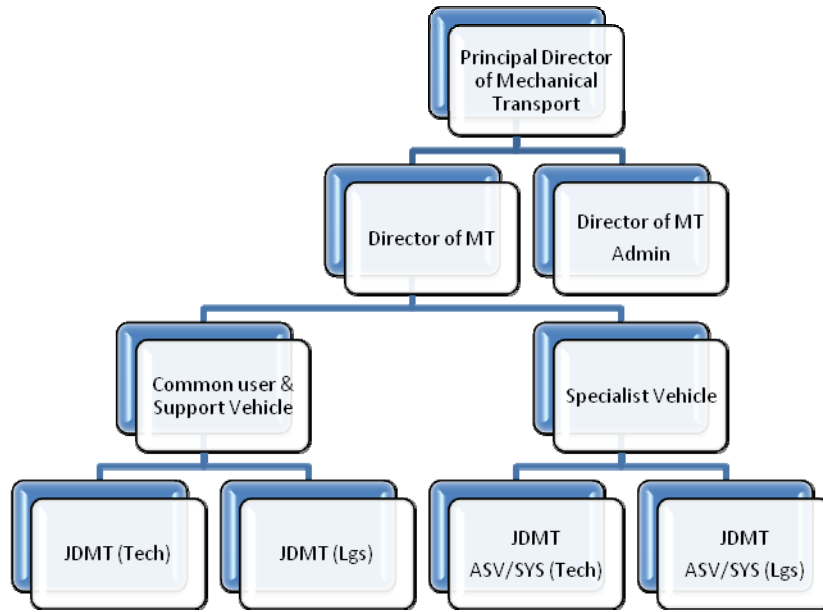 Principal Director
of Mechanical
Transport
Director of MT
Director of MT
Admin
Common user &
Support Vehicle
Specialist Vehicle
JDMT (Tech)
JDMT (Lgs)
JDMT
ASV/SYS (Tech)
JDMT
ASV/SYS (Lgs)